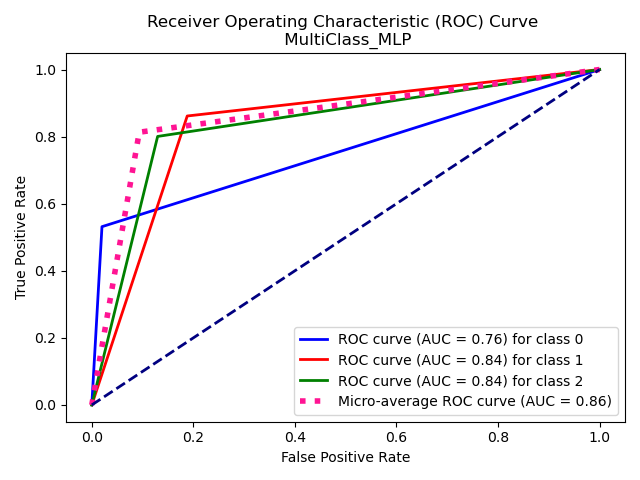 Receiver Operating Characteristic (ROC) Curve
MultiClass_MLP
1.0
0.8
0.6
0.4
0.2
0.0
True Positive Rate
ROC curve (AUC = 0.76) for class 0
ROC curve (AUC = 0.84) for class 1
ROC curve (AUC = 0.84) for class 2
Micro-average ROC curve (AUC = 0.86)
0.0 0.2 0.4 0.6 0.8 1.0
False Positive Rate